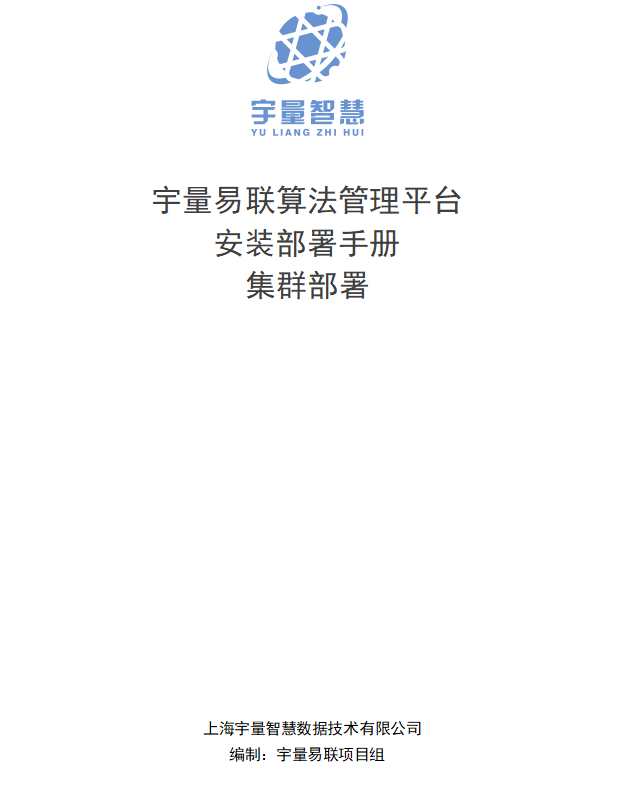 宇量智慧
YU LIANG ZHI HUI
宇量易联算法管理平台
安装部署手册
集群部署
上海宇量智慧数据技术有限公司
编制：宇量易联项目组